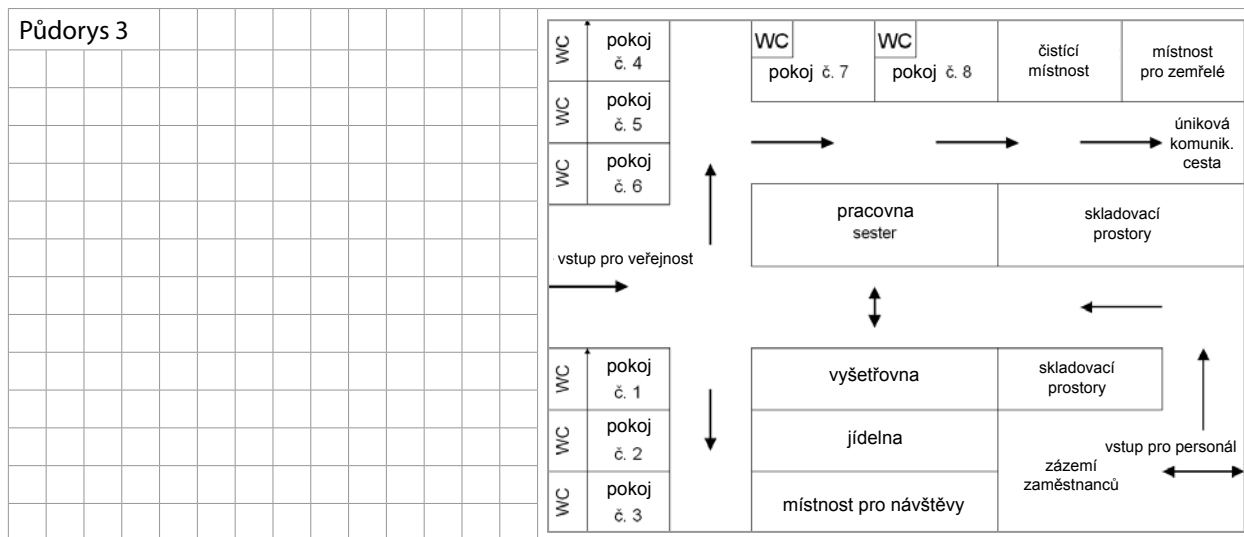 Půdorys 3
WC
pokoj
č. 4
WC
pokoj
č. 5
WC
pokoj
č. 6
WC
pokoj č. 7
WC
pokoj č. 8
čistící
místnost
místnost
pro zemřelé
úniková
komunik.
cesta
pracovna
sester
skladovací
prostory
vstup pro veřejnost
WC
pokoj
č. 1
WC
pokoj
č. 2
WC
pokoj
č. 3
vyšetřovna
skladovací
prostory
jídelna
místnost pro návštěvy
zázemí
zaměstnanců
vstup pro personál